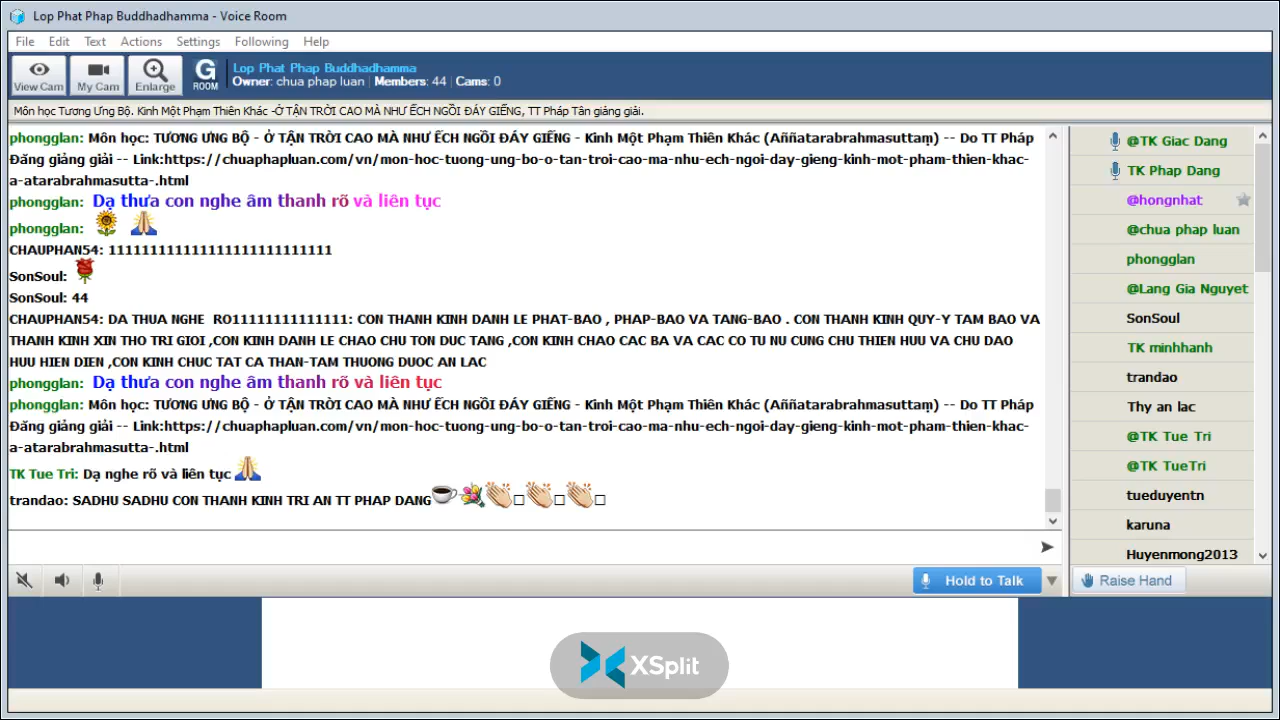 Lop Phat Phap Buddhadhamma - Voice Room
File Edit Text Actions Settings Following Help
View Cam My Cam Enlarge G ROOM
Lop Phat Phap Buddhadhamma
Owner: chua phap luan | Members: 44 | Cams: 0
Môn học Tương Ưng Bộ. Kinh Một Phạm Thiên Khác -Ở TẬN TRỜI CAO MÀ NHƯ ẾCH NGỒI ĐÁY GIẾNG, TT Pháp Tân giảng giải.
phongglan: Môn học: TƯƠNG ƯNG BỘ - Ở TẬN TRỜI CAO MÀ NHƯ ẾCH NGỒI ĐÁY GIẾNG - Kinh Một Phạm Thiên Khác (Aññatarabrahmasuttaṃ) -- Do TT Pháp
Đăng giảng giải -- Link:https://chuaphapluan.com/vn/mon-hoc-tuong-ung-bo-o-tan-troi-cao-ma-nhu-ech-ngoi-day-gieng-kinh-mot-pham-thien-khac-
a-atarabrahmasutta-.html
phongglan: Dạ thưa con nghe âm thanh rõ và liên tục
phongglan:
CHAUPHAN54: 111111111111111111111111111
SonSoul:
SonSoul: 44
CHAUPHAN54: DA THUA NGHE RO11111111111111: CON THANH KINH DANH LE PHAT-BAO , PHAP-BAO VA TANG-BAO . CON THANH KINH QUY-Y TAM BAO VA
THANH KINH XIN THO TRI GIOI ,CON KINH DANH LE CHAO CHU TON DUC TANG ,CON KINH CHAO CAC BA VA CAC CO TU NU CUNG CHU THIEN HUU VA CHU DAO
HUU HIEN DIEN ,CON KINH CHUC TAT CA THAN-TAM THUONG DUOC AN LAC
phongglan: Dạ thưa con nghe âm thanh rõ và liên tục
phongglan: Môn học: TƯƠNG ƯNG BỘ - Ở TẬN TRỜI CAO MÀ NHƯ ẾCH NGỒI ĐÁY GIẾNG - Kinh Một Phạm Thiên Khác (Aññatarabrahmasuttaṃ) -- Do TT Pháp
Đăng giảng giải -- Link:https://chuaphapluan.com/vn/mon-hoc-tuong-ung-bo-o-tan-troi-cao-ma-nhu-ech-ngoi-day-gieng-kinh-mot-pham-thien-khac-
a-atarabrahmasutta-.html
TK Tue Tri: Dạ nghe rõ và liên tục
trandao: SADHU SADHU CON THANH KINH TRI AN TT PHAP DANG
@TK Giac Dang
TK Phap Dang
@hongnhat
@chua phap luan
phongglan
@Lang Gia Nguyet
SonSoul
TK minhhanh
trandao
Thy an lac
@TK Tue Tri
@TK TueTri
tueduyentn
karuna
Huyenmong2013
Hold to Talk
Raise Hand
XSplit